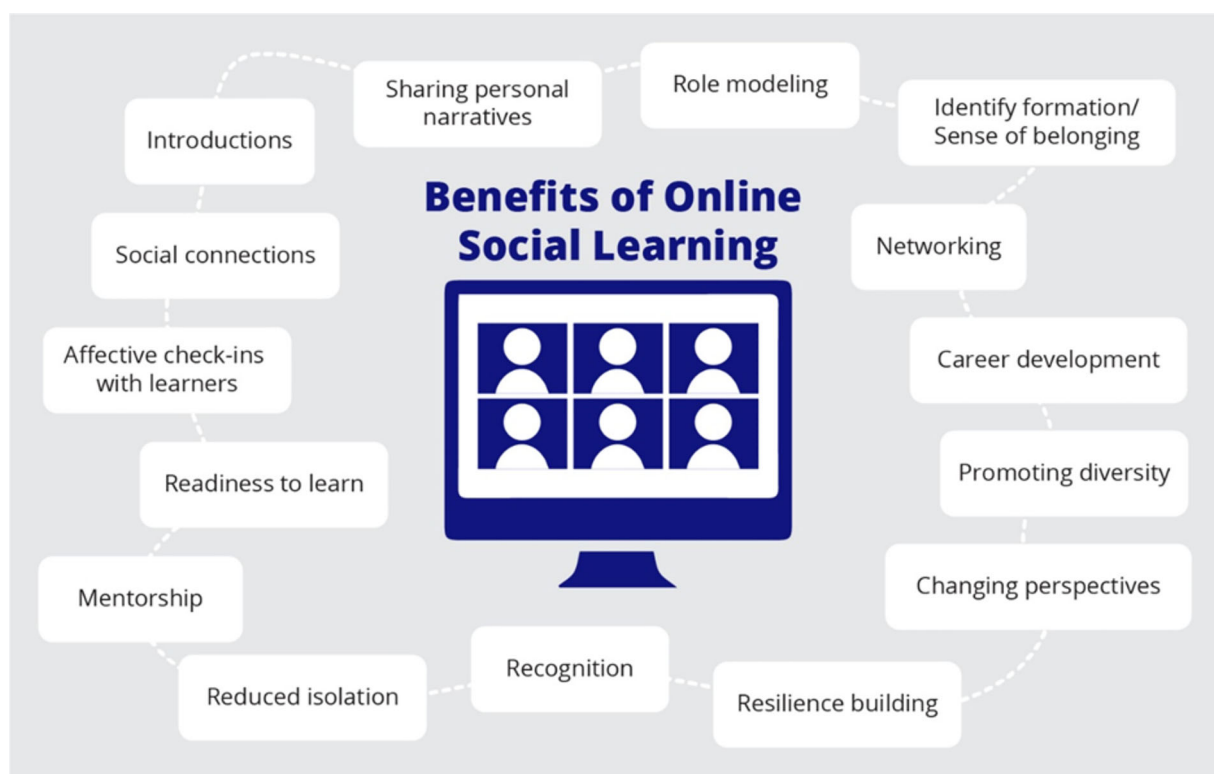 Benefits of Online
Social Learning
Introductions
Sharing personal
narratives
Role modeling
Identify formation/
Sense of belonging
Networking
Career development
Promoting diversity
Changing perspectives
Resilience building
Recognition
Reduced isolation
Mentorship
Readiness to learn
Affective check-ins
with learners
Social connections